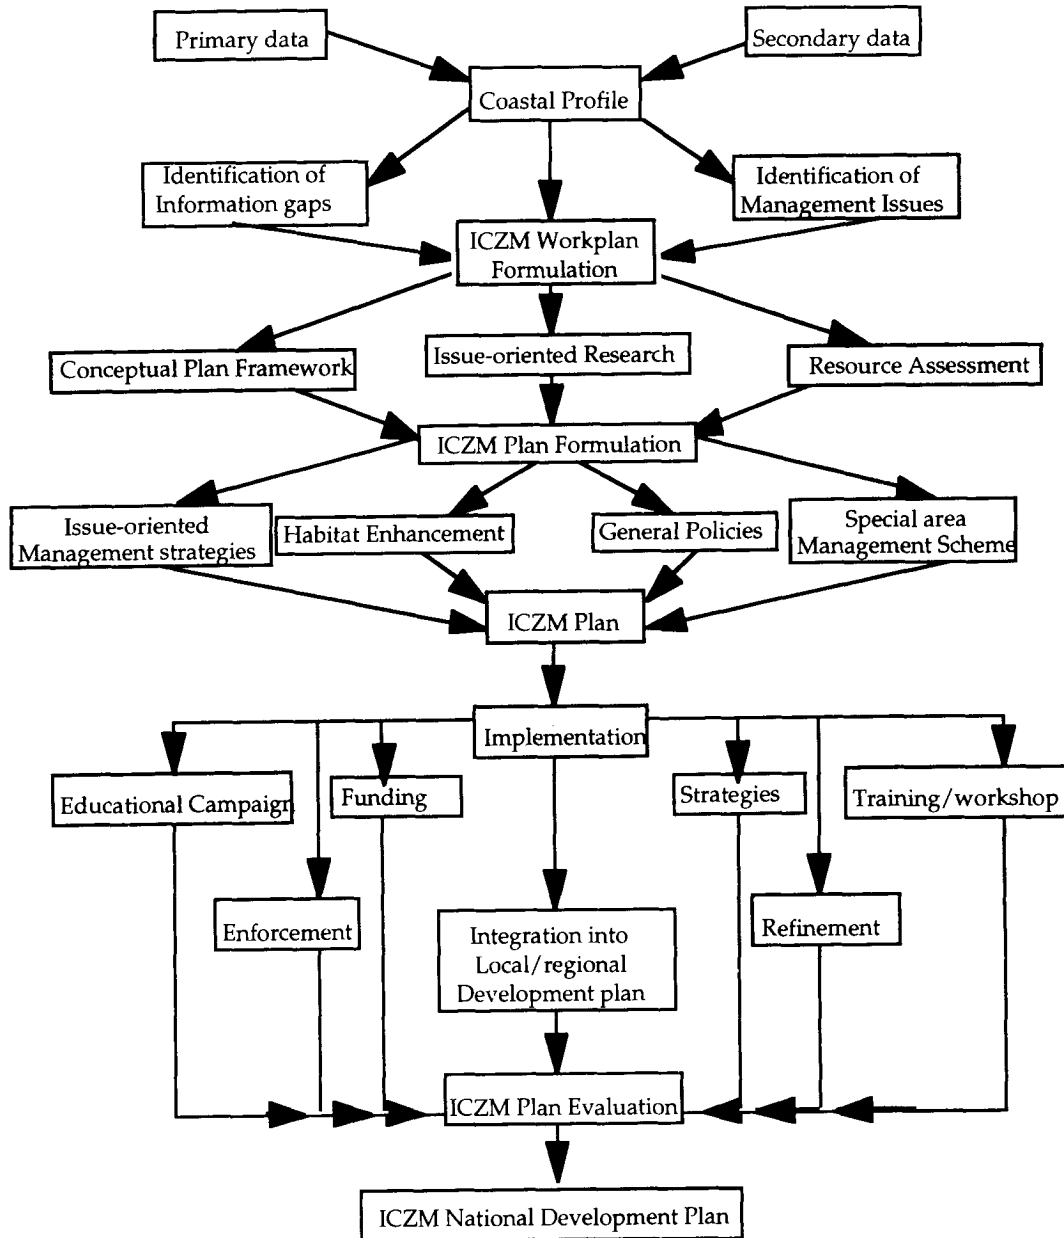 Primary data
Secondary data
Coastal Profile
Identification of
Information gaps
Identification of
Management Issues
ICZM Workplan
Formulation
Conceptual Plan Framework
Issue-oriented Research
Resource Assessment
ICZM Plan Formulation
Issue-oriented
Management strategies
Habitat Enhancement
General Policies
Special area
Management Scheme
ICZM Plan
Implementation
Educational Campaign
Funding
Strategies
Training/workshop
Enforcement
Integration into
Local/regional
Development plan
Refinement
ICZM Plan Evaluation
ICZM National Development Plan